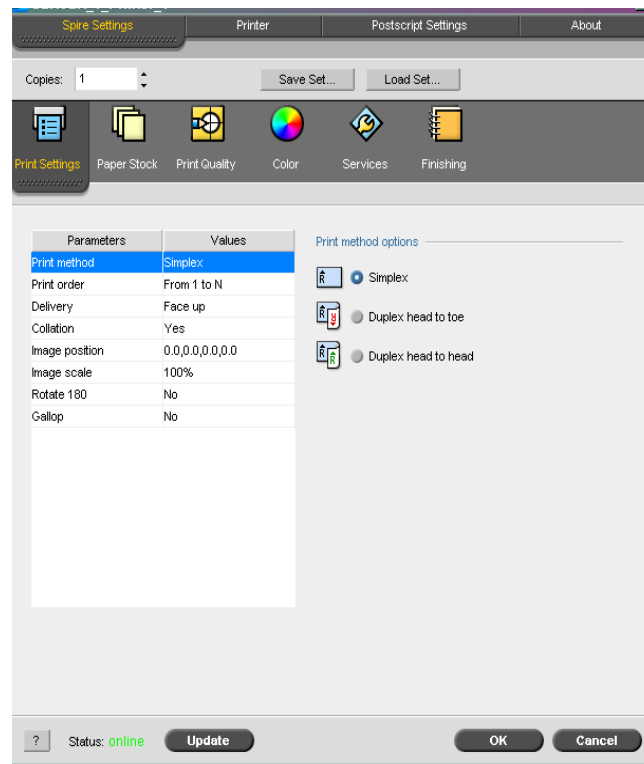 Spire Settings Printer Postscript Settings About
Copies: 1 Save Set... Load Set...
Print Settings Paper Stock Print Quality Color Services Finishing
Parameters Values Print method options
Print method Simplex
Simplex
Print order From 1 to N
Delivery Face up
Duplex head to toe
Collation Yes
Image position 0.0,0.0,0.0,0.0
Duplex head to head
Image scale 100%
Rotate 180 No
Gallop No
? Status: online Update OK Cancel